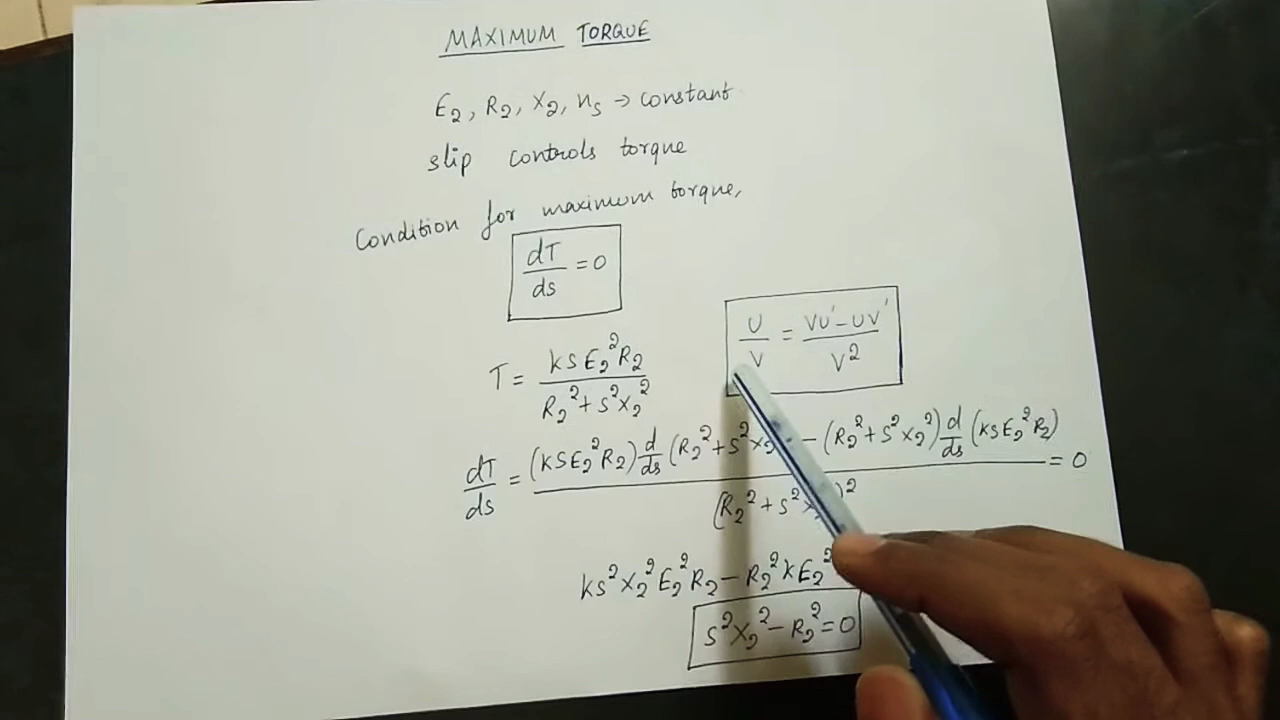 MAXIMUM TORQUE
E₂, R₂, X₂, nₛ → constant
slip controls torque
Condition for maximum torque,
dT/ds = 0
U/V = (VU' - UV')/V²
T = (KSE₂²R₂)/(R₂² + S²X₂²)
dT/ds = ((KSE₂²R₂) d/ds (R₂² + S²X₂ - (R₂² + S²X₂²) d/ds (KSE₂²R₂))/(R₂² + S²X )² = 0
KS²X₂²E₂²R₂ - R₂²KE₂²
S²X₂² - R₂² = 0